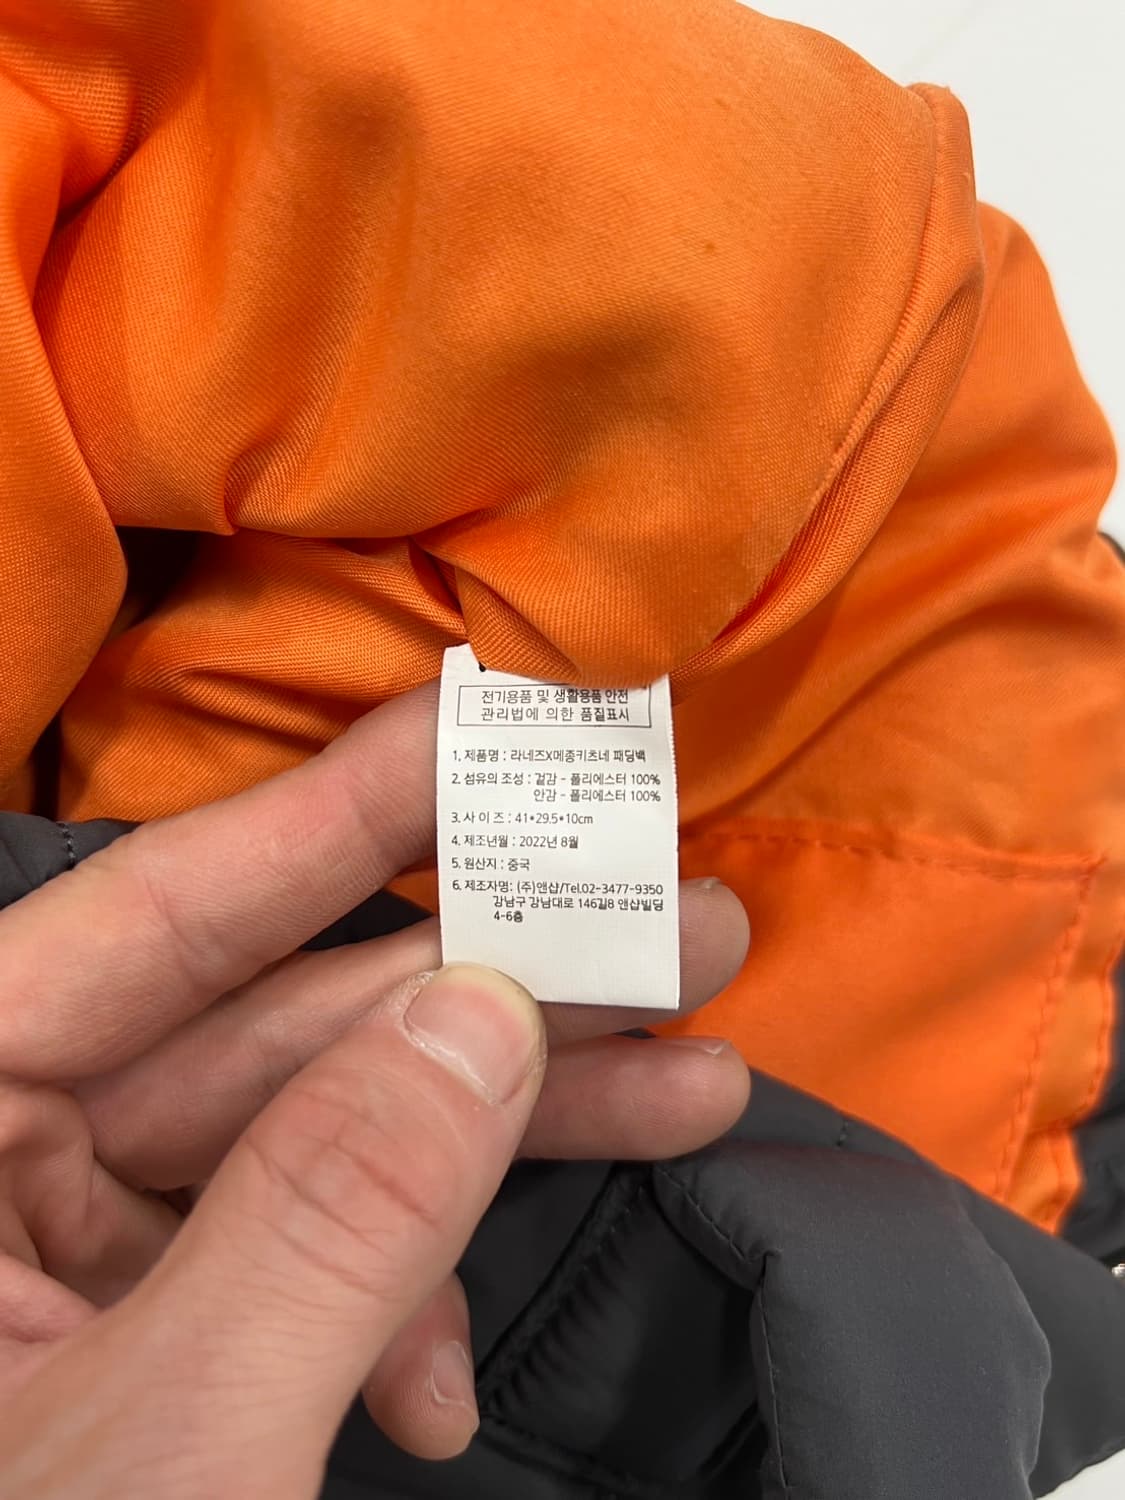 전기용품 및 생활용품 안전
관리법에 의한 품질표시
1. 제품명 : 라네즈X메종키츠네 패딩백
2. 섬유의 조성 : 겉감 - 폴리에스터 100%
안감 - 폴리에스터 100%
3. 사 이 즈 : 41*29.5*10cm
4. 제조년월 : 2022년 8월
5. 원산지 : 중국
6. 제조자명: (주)앤샵/Tel.02-3477-9350
강남구 강남대로 146길8 앤샵빌딩
4-6층